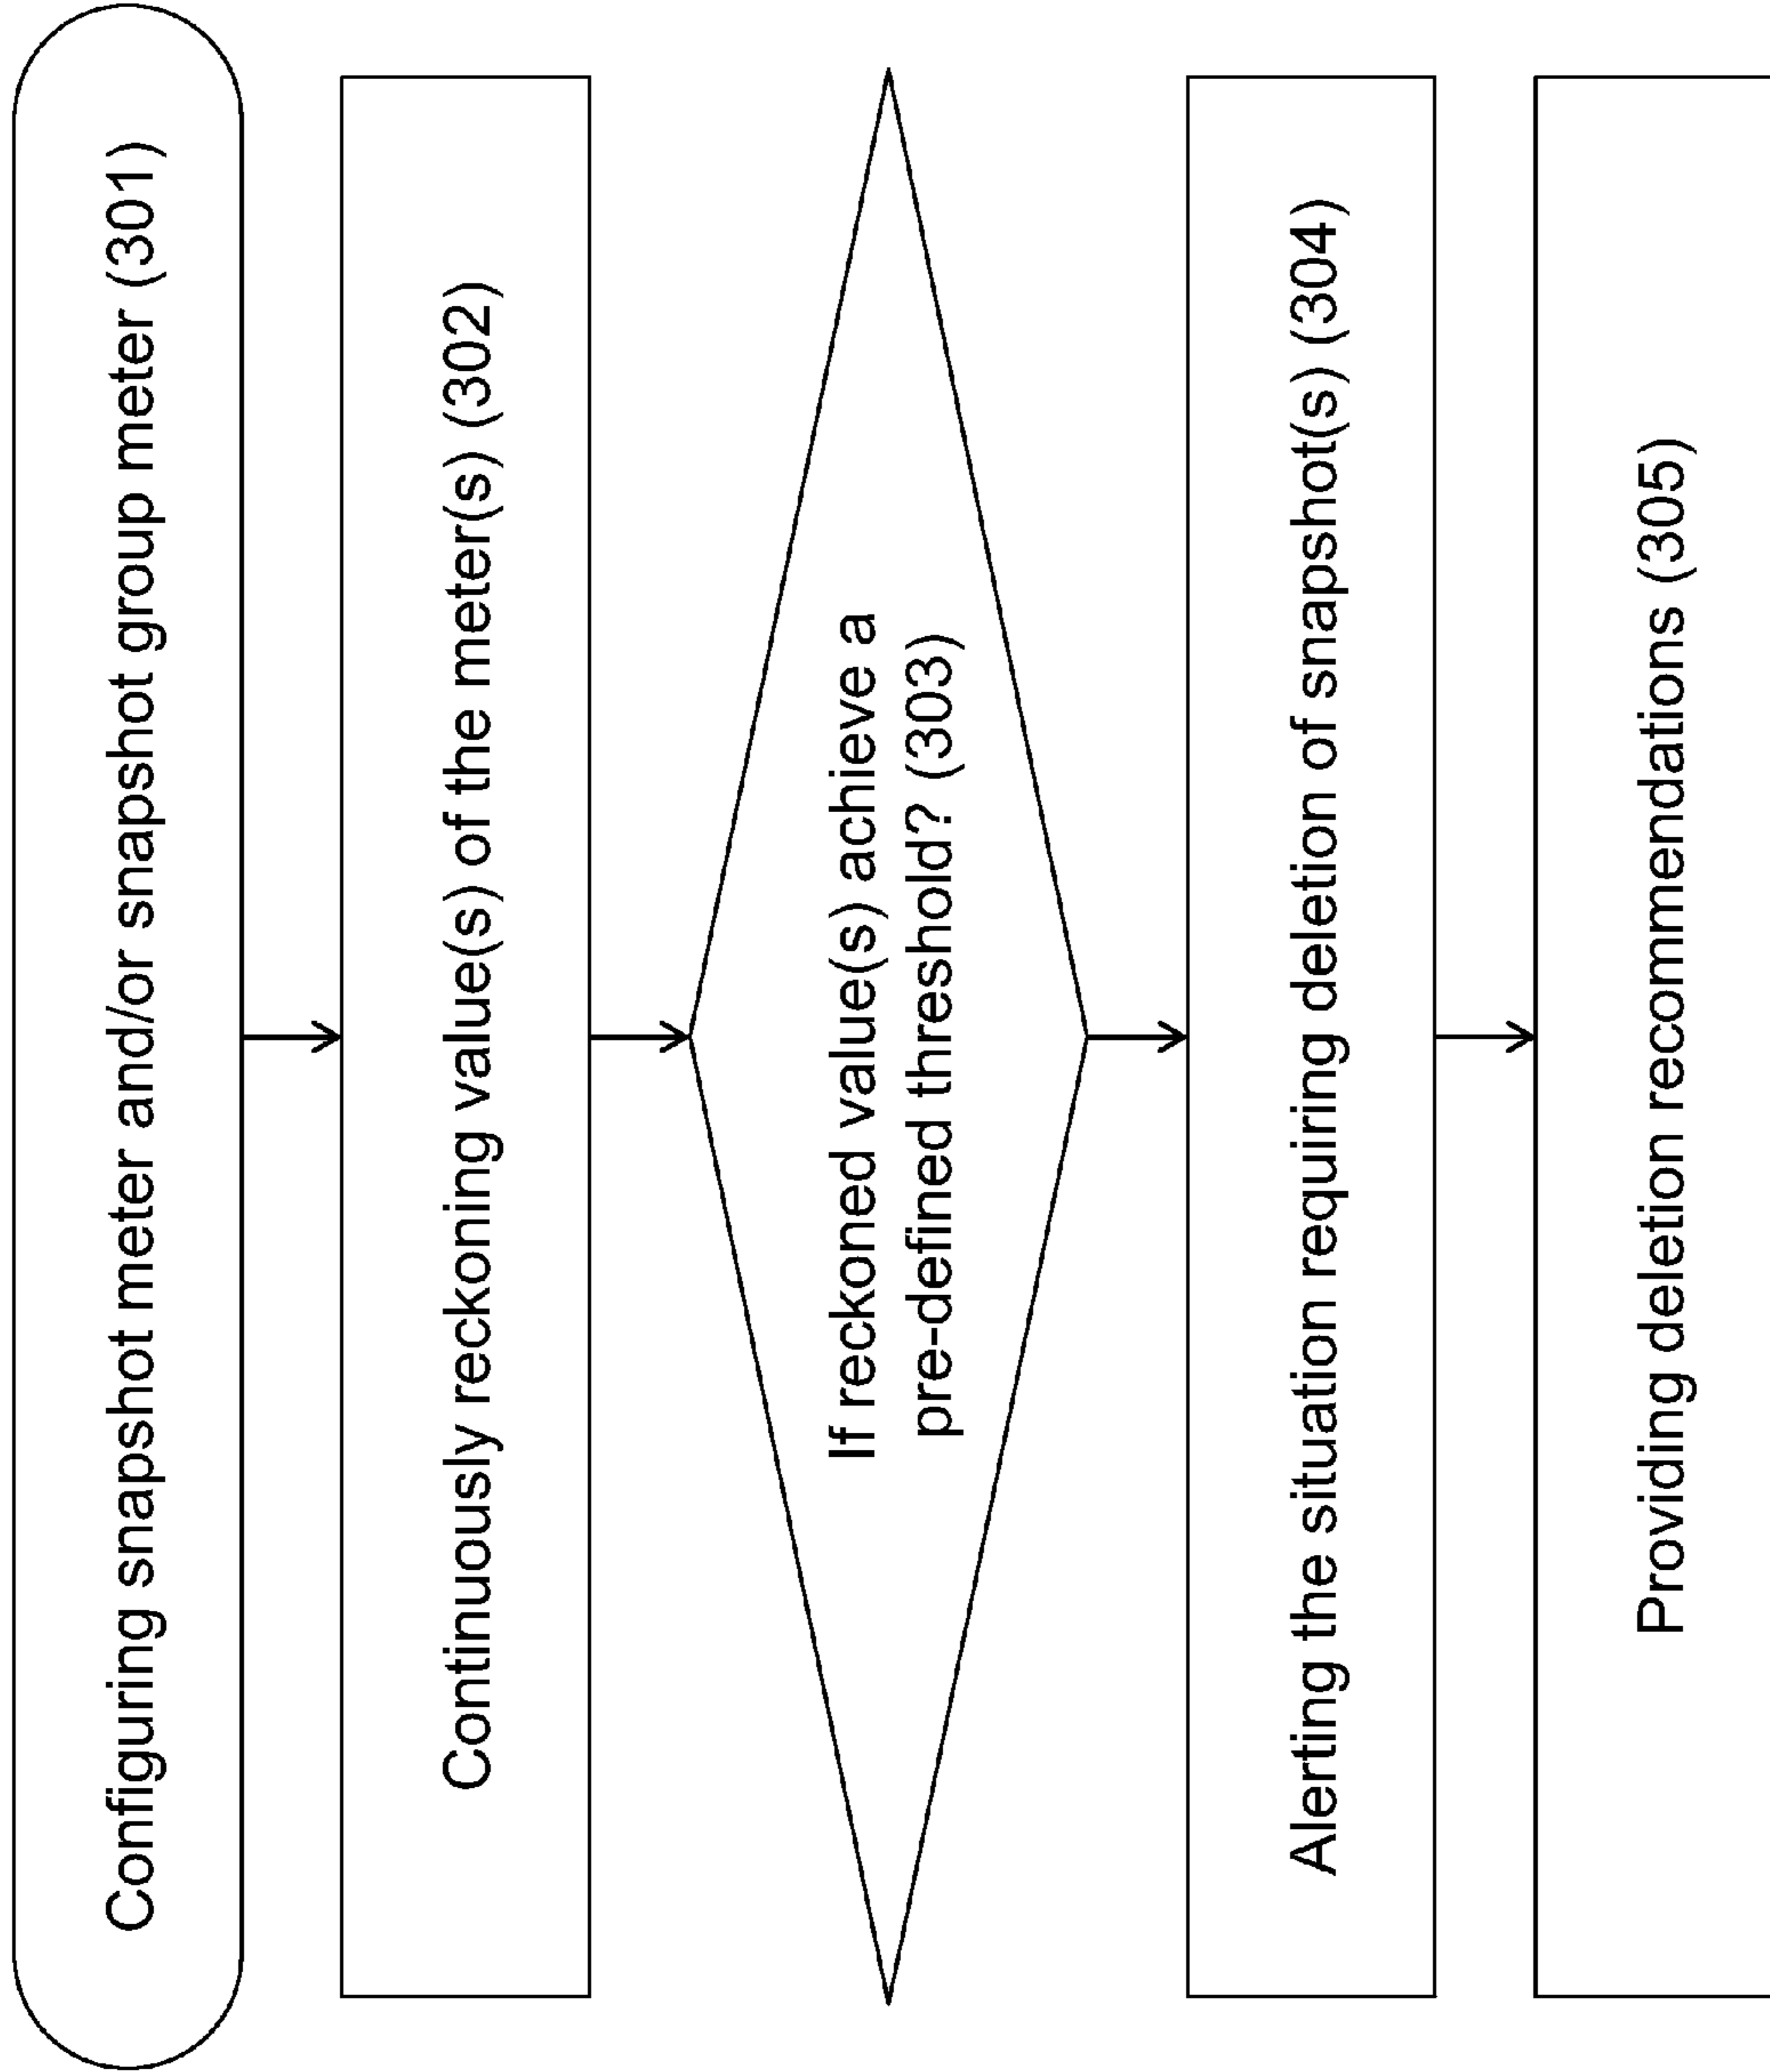 Configuring snapshot meter and/or snapshot group meter (301)
Continuously reckoning value(s) of the meter(s) (302)
If reckoned value(s) achieve a
pre-defined threshold? (303)
Alerting the situation requiring deletion of snapshot(s) (304)
Providing deletion recommendations (305)